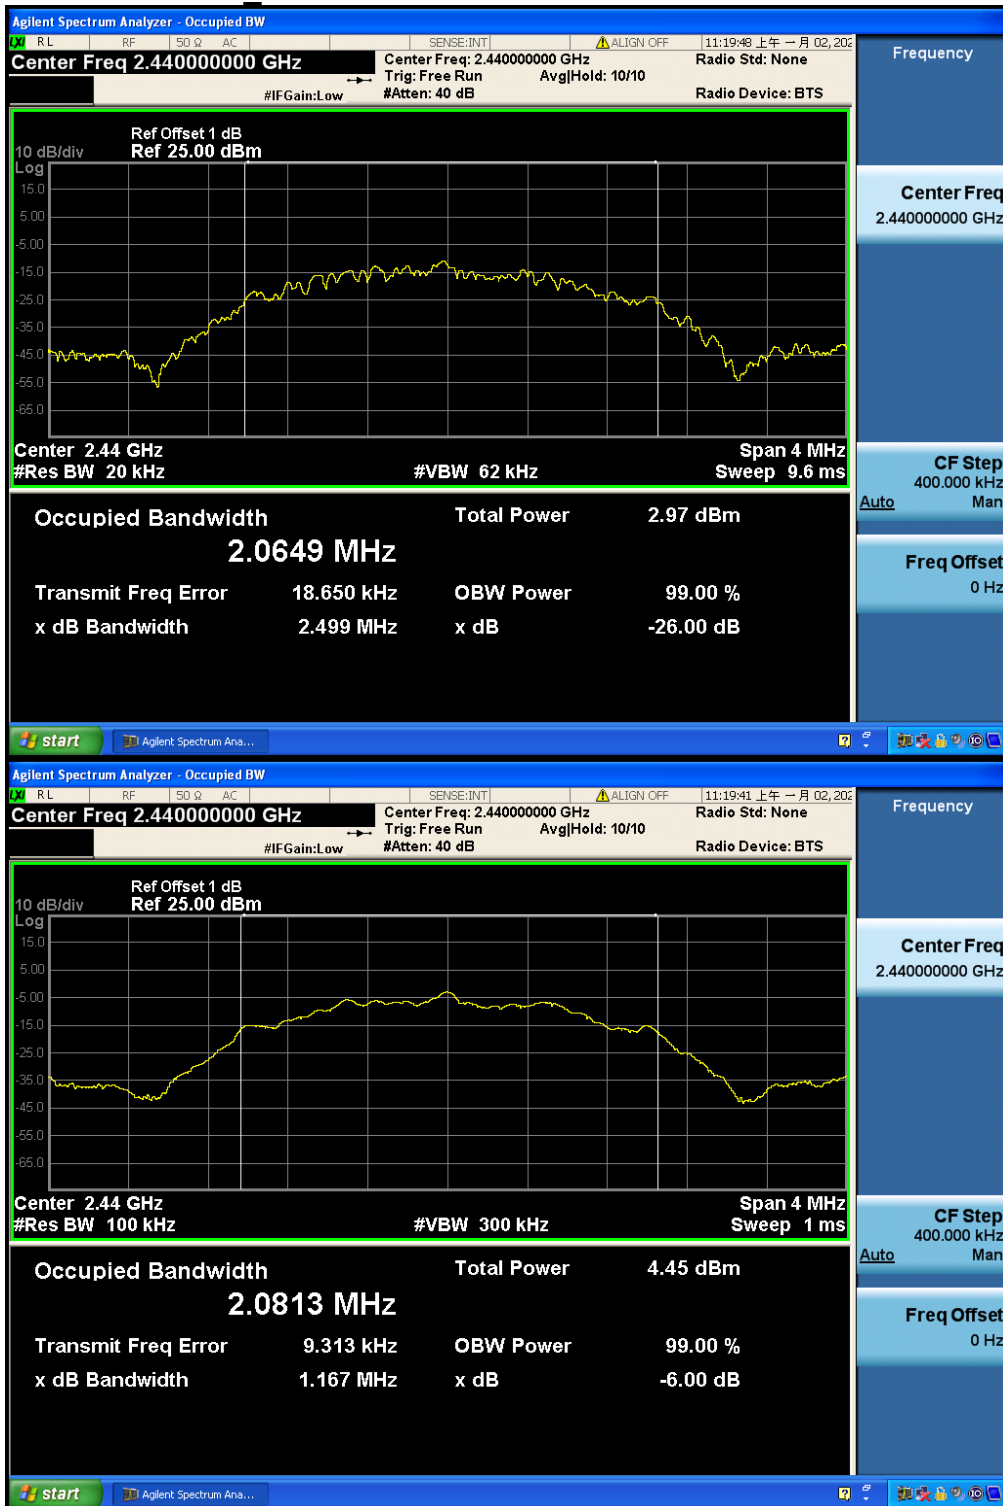 Agilent Spectrum Analyzer - Occupied BW
LXI RL RF 50 Ω AC SENSE:INT ALIGN OFF 11:19:48 上午 一月 02, 202
Center Freq 2.440000000 GHz
Center Freq: 2.440000000 GHz
Radio Std: None
Trig: Free Run Avg|Hold: 10/10
#IFGain:Low #Atten: 40 dB Radio Device: BTS
Ref Offset 1 dB
10 dB/div Ref 25.00 dBm
Log
15.0
5.00
-5.00
-15.0
-25.0
-35.0
-45.0
-55.0
-65.0
Center 2.44 GHz Span 4 MHz
#Res BW 20 kHz #VBW 62 kHz Sweep 9.6 ms
Occupied Bandwidth Total Power 2.97 dBm
2.0649 MHz
Transmit Freq Error 18.650 kHz OBW Power 99.00 %
x dB Bandwidth 2.499 MHz x dB -26.00 dB
Frequency
Center Freq
2.440000000 GHz
CF Step
400.000 kHz
Auto Man
Freq Offset
0 Hz
start Agilent Spectrum Ana...
Agilent Spectrum Analyzer - Occupied BW
LXI RL RF 50 Ω AC SENSE:INT ALIGN OFF 11:19:41 上午 一月 02, 202
Center Freq 2.440000000 GHz
Center Freq: 2.440000000 GHz
Radio Std: None
Trig: Free Run Avg|Hold: 10/10
#IFGain:Low #Atten: 40 dB Radio Device: BTS
Ref Offset 1 dB
10 dB/div Ref 25.00 dBm
Log
15.0
5.00
-5.00
-15.0
-25.0
-35.0
-45.0
-55.0
-65.0
Center 2.44 GHz Span 4 MHz
#Res BW 100 kHz #VBW 300 kHz Sweep 1 ms
Occupied Bandwidth Total Power 4.45 dBm
2.0813 MHz
Transmit Freq Error 9.313 kHz OBW Power 99.00 %
x dB Bandwidth 1.167 MHz x dB -6.00 dB
Frequency
Center Freq
2.440000000 GHz
CF Step
400.000 kHz
Auto Man
Freq Offset
0 Hz
start Agilent Spectrum Ana...